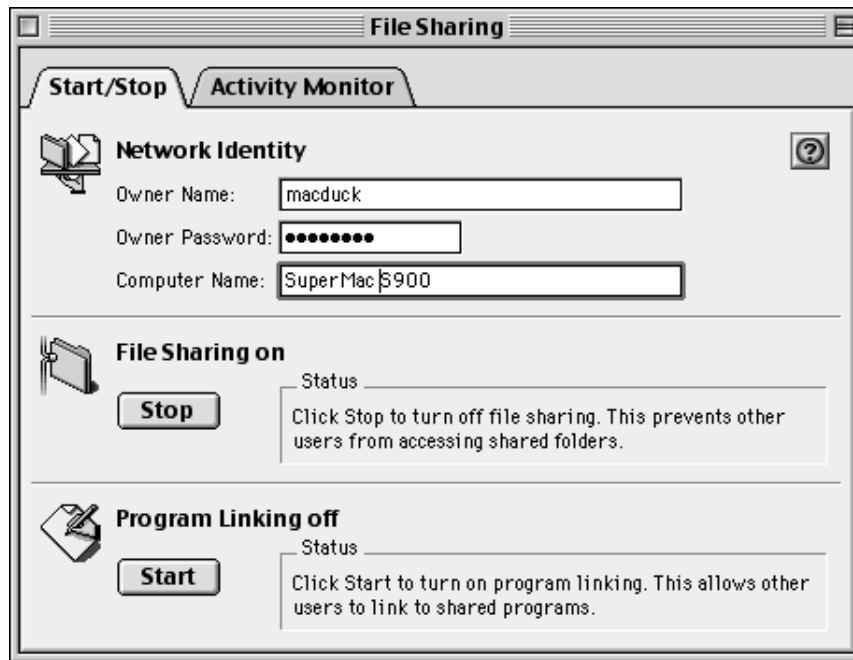 File Sharing
Start/Stop
Activity Monitor
Network Identity
?
Owner Name: macduck
Owner Password: ••••••••
Computer Name: SuperMac S900
File Sharing on
Status
Stop
Click Stop to turn off file sharing. This prevents other
users from accessing shared folders.
Program Linking off
Status
Start
Click Start to turn on program linking. This allows other
users to link to shared programs.